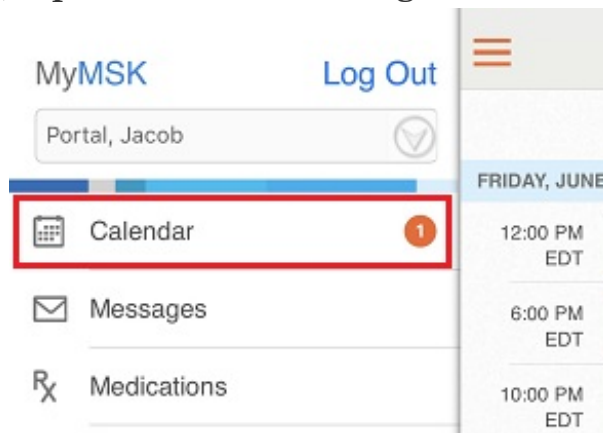 MyMSK Log Out
Portal, Jacob
Calendar 1
Messages
Rx Medications
FRIDAY, JUNE
12:00 PM
EDT
6:00 PM
EDT
10:00 PM
EDT